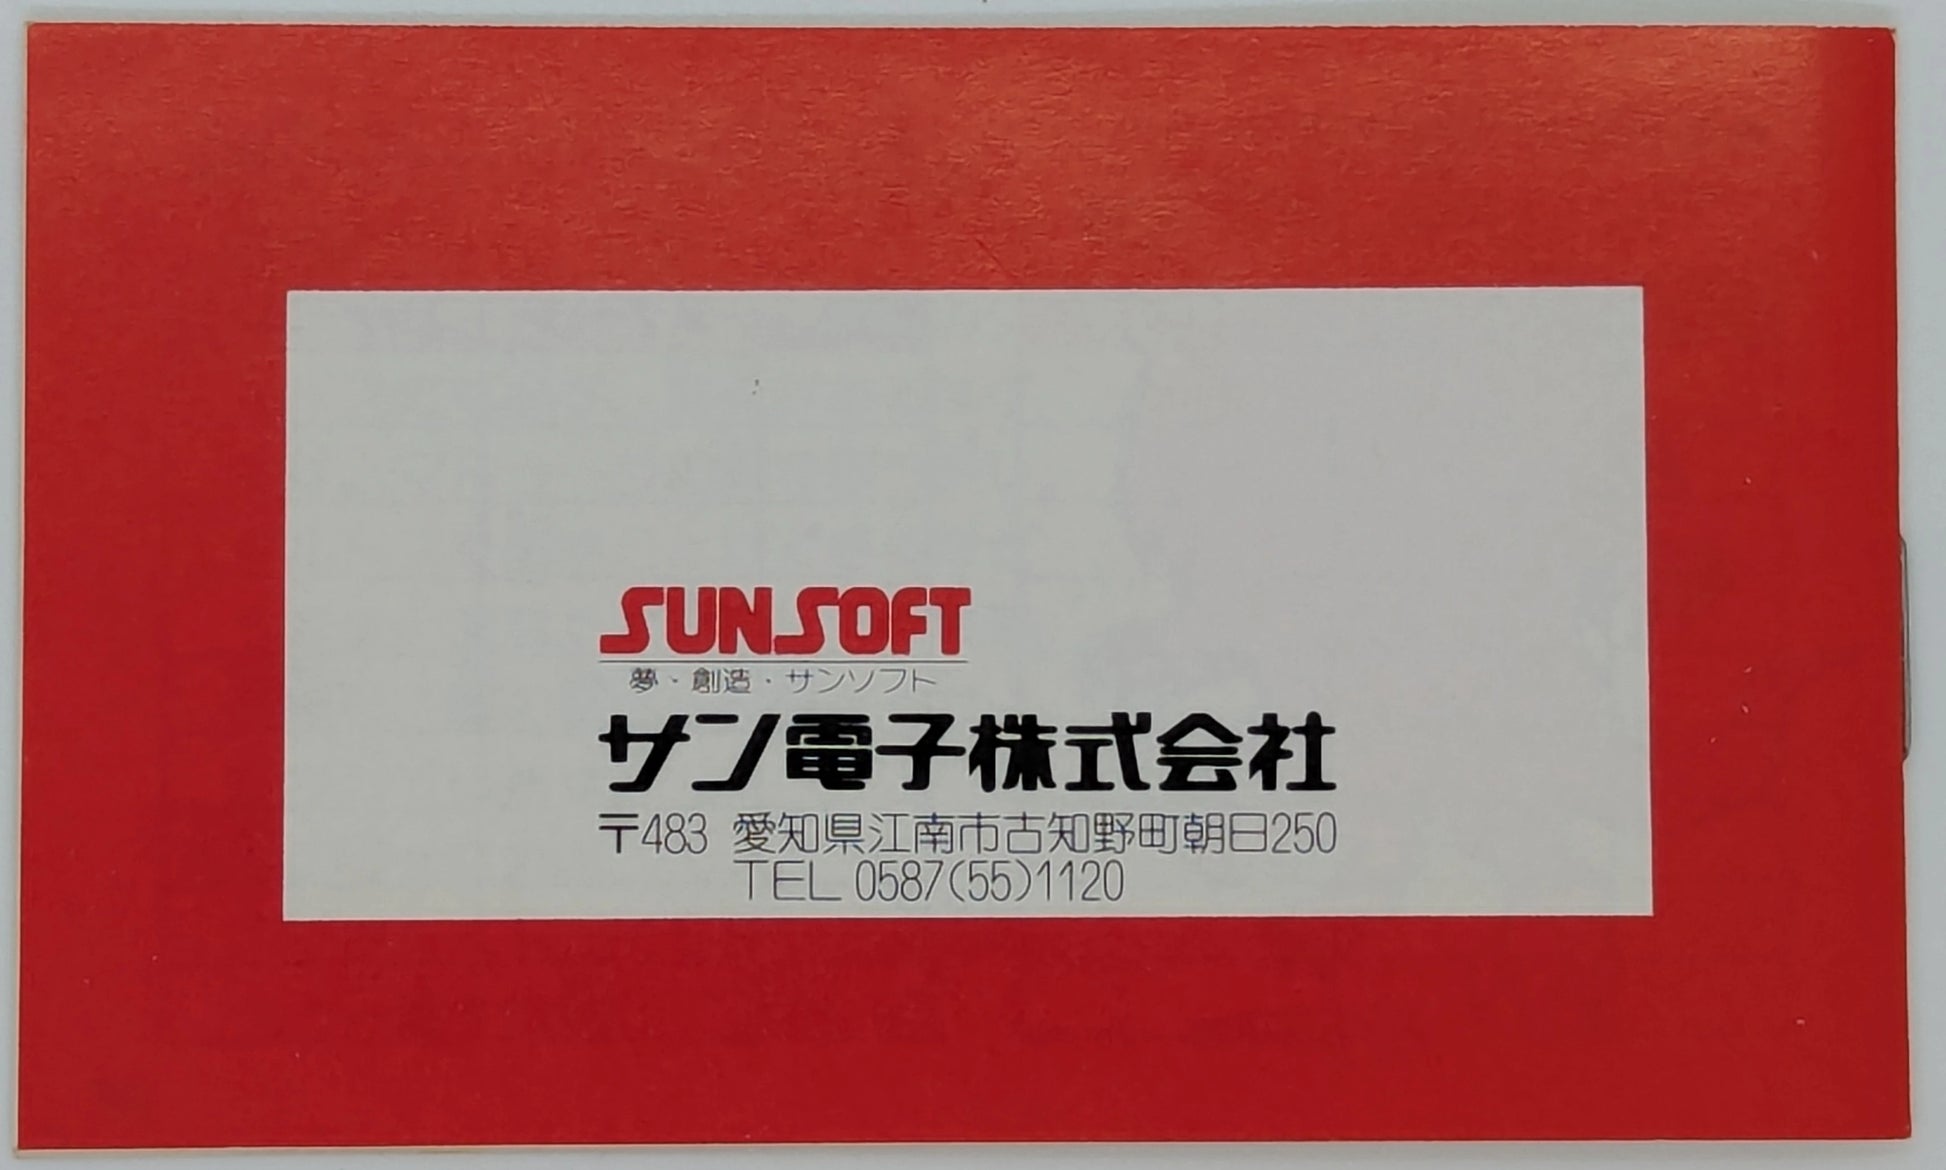 SUNSOFT
夢・創造・サンソフト
サン電子株式会社
〒483 愛知県江南市古知野町朝日250
TEL 0587(55)1120